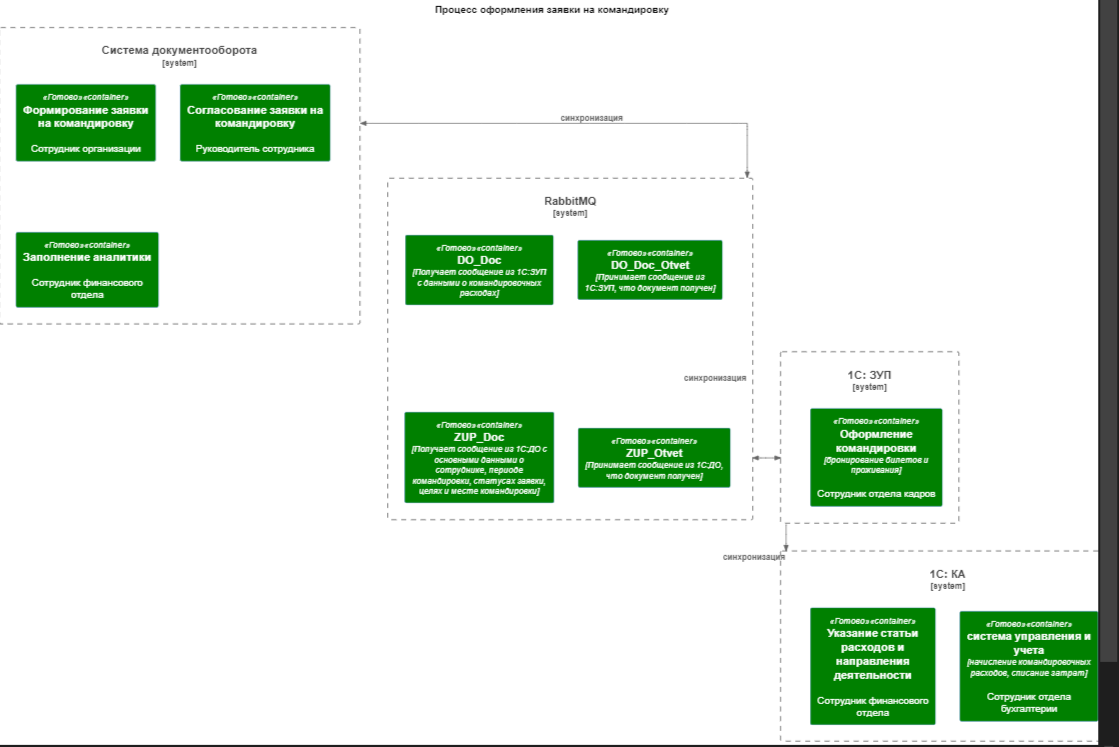 Процесс оформления заявки на командировку
Система документооборота
[system]
«Готово»«container»
Формирование заявки
на командировку
Сотрудник организации
«Готово»«container»
Согласование заявки на
командировку
Руководитель сотрудника
«Готово»«container»
Заполнение аналитики
Сотрудник финансового
отдела
синхронизация
RabbitMQ
[system]
«Готово»«container»
DO_Doc
[Получает сообщение из 1С:ЗУП
с данными о командировочных
расходах]
«Готово»«container»
DO_Doc_Otvet
[Принимает сообщение из
1С:ЗУП, что документ получен]
синхронизация
«Готово»«container»
ZUP_Doc
[Получает сообщение из 1С:ДО с
основными данными о
сотруднике, периоде
командировки, статусах заявки,
целях и месте командировки]
«Готово»«container»
ZUP_Otvet
[Принимает сообщение из 1С:ДО,
что документ получен]
1С: ЗУП
[system]
«Готово»«container»
Оформление
командировки
[бронирование билетов и
проживания]
Сотрудник отдела кадров
синхронизация
1С: КА
[system]
«Готово»«container»
Указание статьи
расходов и
направления
деятельности
Сотрудник финансового
отдела
«Готово»«container»
система управления и
учета
[начисление командировочных
расходов, списание затрат]
Сотрудник отдела
бухгалтерии